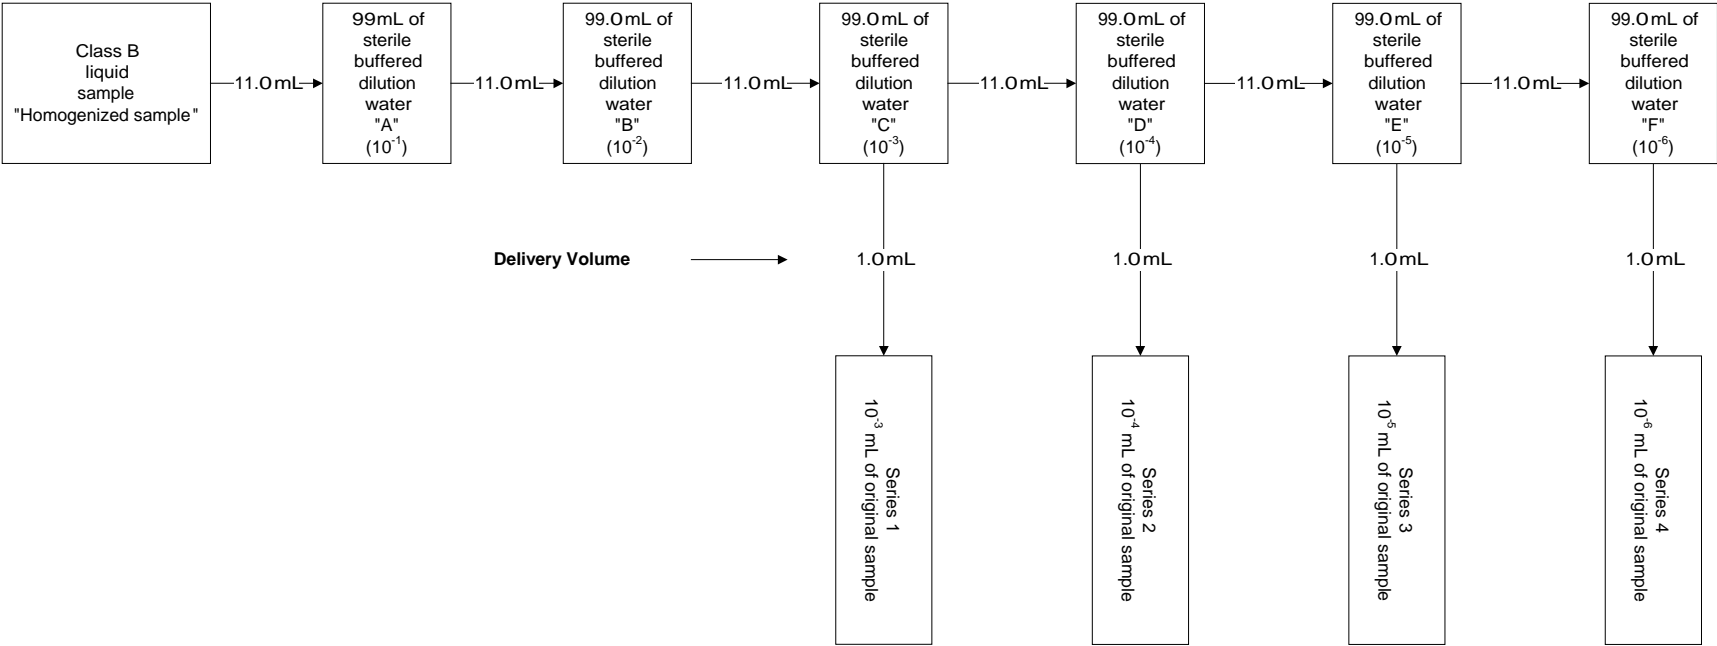 Class B
liquid
sample
"Homogenized sample"
11.0mL
99mL of
sterile
buffered
dilution
water
"A"
(10⁻¹)
11.0mL
99.0mL of
sterile
buffered
dilution
water
"B"
(10⁻²)
11.0mL
99.0mL of
sterile
buffered
dilution
water
"C"
(10⁻³)
11.0mL
99.0mL of
sterile
buffered
dilution
water
"D"
(10⁻⁴)
11.0mL
99.0mL of
sterile
buffered
dilution
water
"E"
(10⁻⁵)
11.0mL
99.0mL of
sterile
buffered
dilution
water
"F"
(10⁻⁶)
Delivery Volume
1.0mL
1.0mL
1.0mL
1.0mL
Series 1
10⁻³ mL of original sample
Series 2
10⁻⁴ mL of original sample
Series 3
10⁻⁵ mL of original sample
Series 4
10⁻⁶ mL of original sample